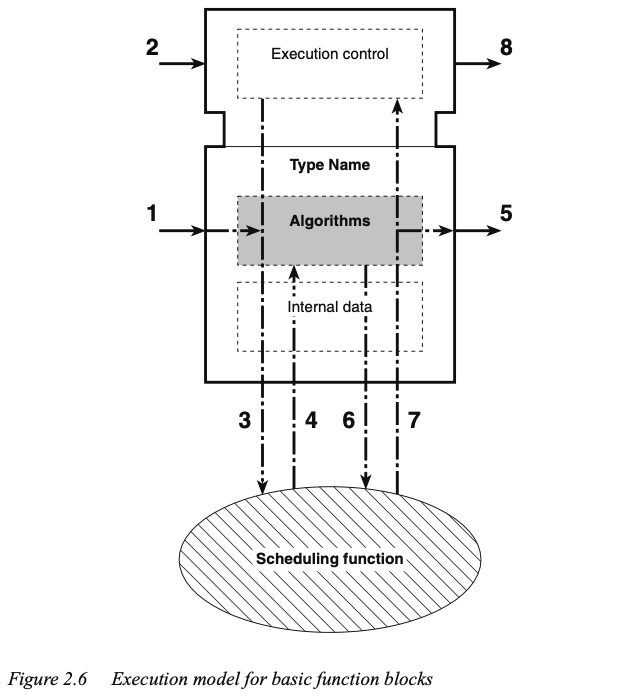 2
Execution control
8
Type Name
1
Algorithms
5
Internal data
3
4
6
7
Scheduling function
Figure 2.6 Execution model for basic function blocks